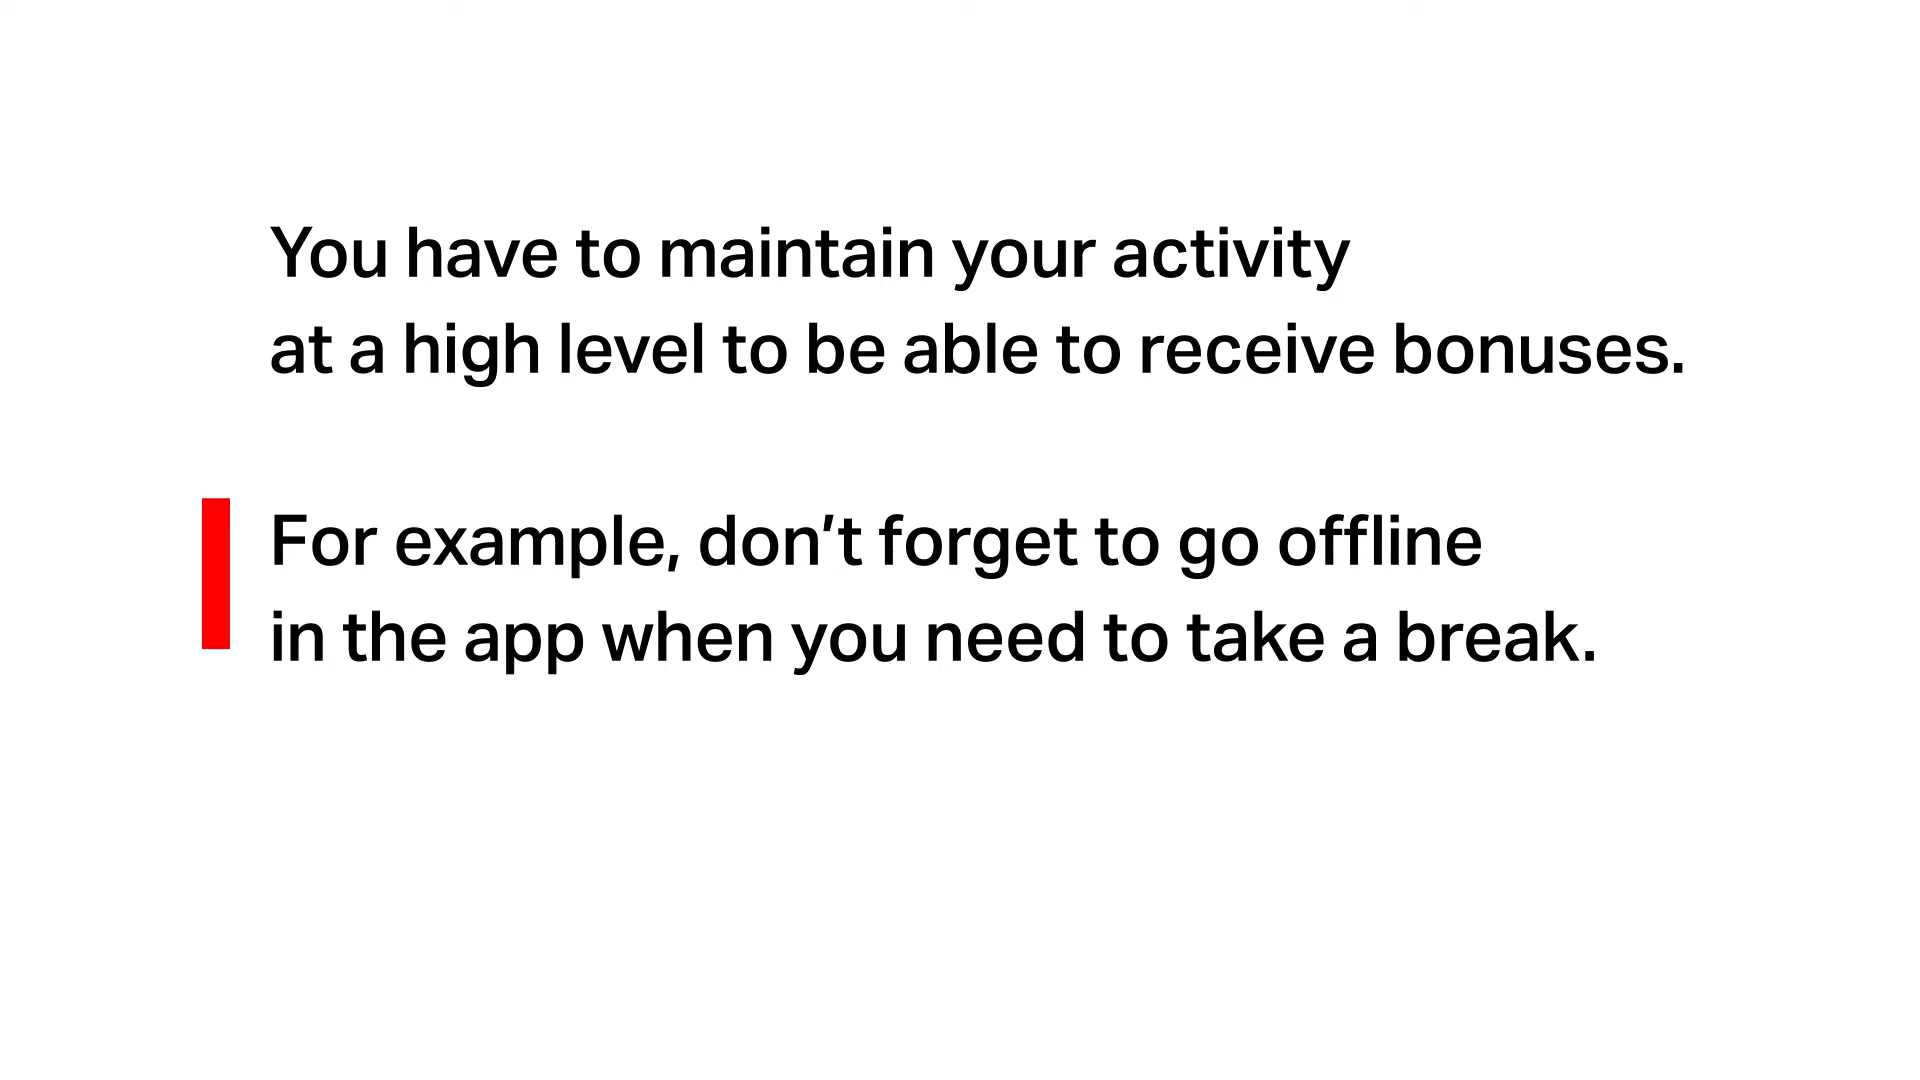 You have to maintain your activity
at a high level to be able to receive bonuses.
For example, don’t forget to go offline
in the app when you need to take a break.